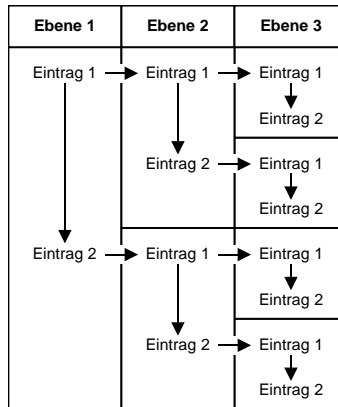 Ebene 1 Ebene 2 Ebene 3
Eintrag 1 Eintrag 1 Eintrag 1
Eintrag 2
Eintrag 2 Eintrag 1
Eintrag 2
Eintrag 2 Eintrag 1 Eintrag 1
Eintrag 2
Eintrag 2 Eintrag 1
Eintrag 2